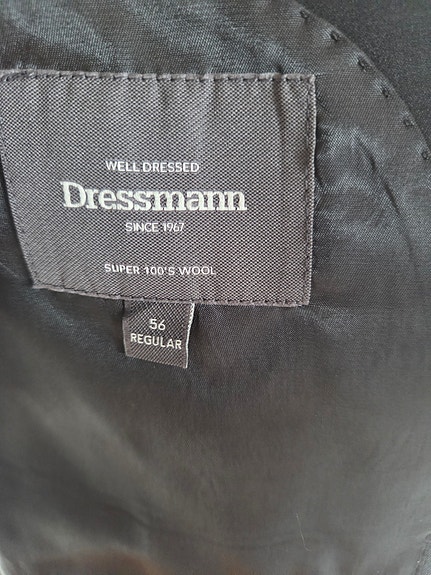 WELL DRESSED
Dressmann
SINCE 1967
SUPER 100'S WOOL
56
REGULAR